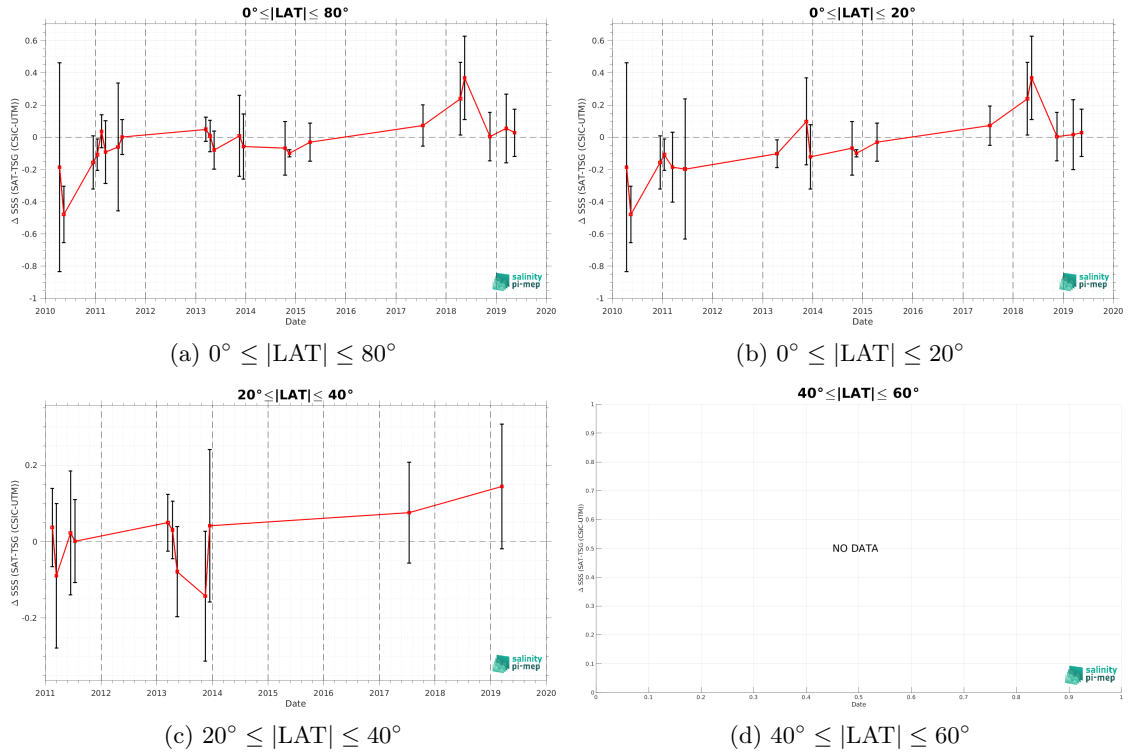 0°≤|LAT|≤ 80°
Δ SSS (SAT-TSG (CSIC-UTM))
0.6
0.4
0.2
0
-0.2
-0.4
-0.6
-0.8
-1
2010 2011 2012 2013 2014 2015 2016 2017 2018 2019 2020
Date
salinity
pi-mep
(a) 0° ≤ |LAT| ≤ 80°
0°≤|LAT|≤ 20°
Δ SSS (SAT-TSG (CSIC-UTM))
0.6
0.4
0.2
0
-0.2
-0.4
-0.6
-0.8
-1
2010 2011 2012 2013 2014 2015 2016 2017 2018 2019 2020
Date
salinity
pi-mep
(b) 0° ≤ |LAT| ≤ 20°
20°≤|LAT|≤ 40°
Δ SSS (SAT-TSG (CSIC-UTM))
0.2
0
-0.2
2011 2012 2013 2014 2015 2016 2017 2018 2019 2020
Date
salinity
pi-mep
(c) 20° ≤ |LAT| ≤ 40°
40°≤|LAT|≤ 60°
Δ SSS (SAT-TSG (CSIC-UTM))
1
0.9
0.8
0.7
0.6
0.5
0.4
0.3
0.2
0.1
0
NO DATA
0 0.1 0.2 0.3 0.4 0.5 0.6 0.7 0.8 0.9 1
Date
salinity
pi-mep
(d) 40° ≤ |LAT| ≤ 60°